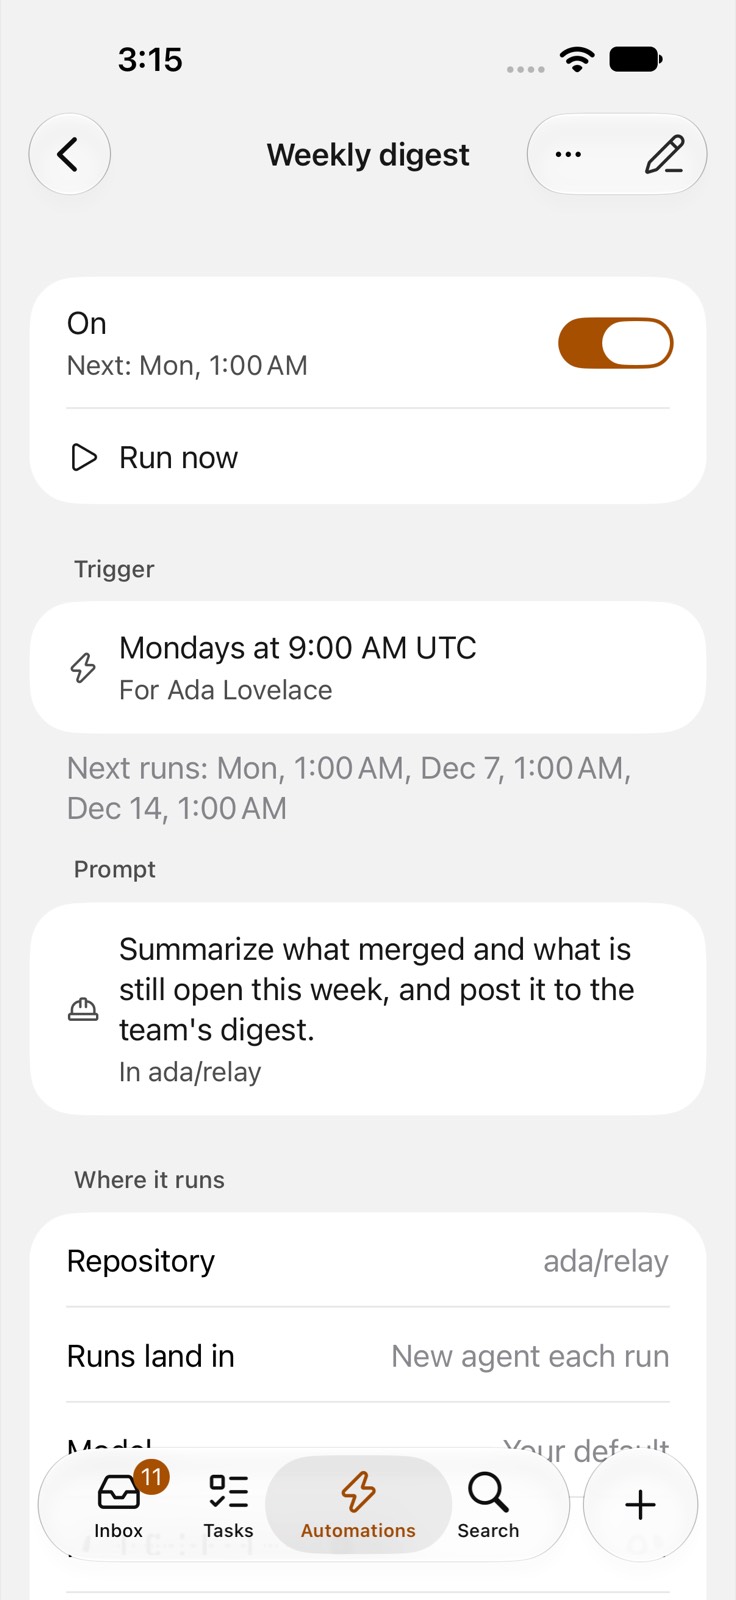 3:15
Weekly digest
On
Next: Mon, 1:00 AM
Run now
Trigger
Mondays at 9:00 AM UTC
For Ada Lovelace
Next runs: Mon, 1:00 AM, Dec 7, 1:00 AM,
Dec 14, 1:00 AM
Prompt
Summarize what merged and what is
still open this week, and post it to the
team's digest.
In ada/relay
Where it runs
Repository ada/relay
Runs land in New agent each run
Model Your default
11
Inbox Tasks Automations Search